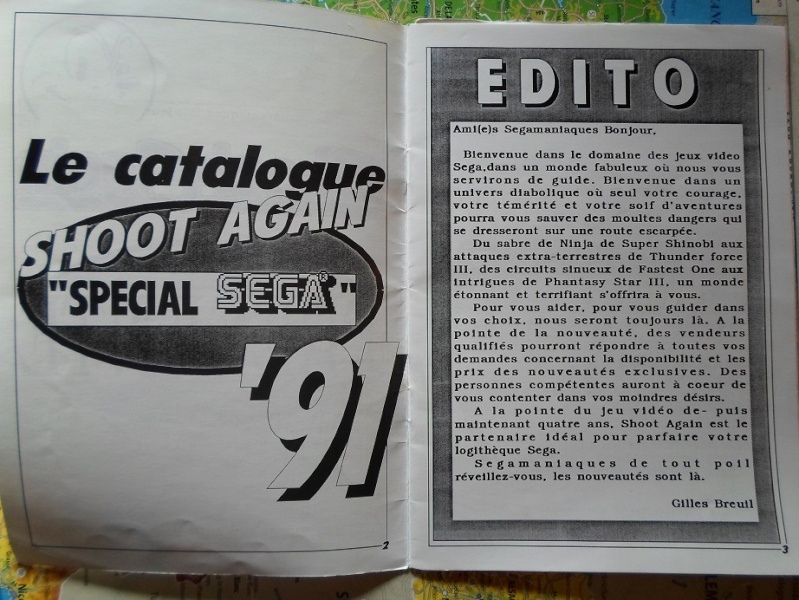 Le catalogue
SHOOT AGAIN
"SPECIAL SEGA® "
'91
2
EDITO
Ami(e)s Segamaniaques Bonjour,
Bienvenue dans le domaine des jeux video
Sega,dans un monde fabuleux où nous vous
servirons de guide. Bienvenue dans un
univers diabolique où seul votre courage,
votre témérité et votre soif d'aventures
pourra vous sauver des moultes dangers qui
se dresseront sur une route escarpée.
Du sabre de Ninja de Super Shinobi aux
attaques extra-terrestres de Thunder force
III, des circuits sinueux de Fastest One aux
intrigues de Phantasy Star III, un monde
étonnant et terrifiant s'offrira à vous.
Pour vous aider, pour vous guider dans
vos choix, nous seront toujours là. A la
pointe de la nouveauté, des vendeurs
qualifiés pourront répondre à toutes vos
demandes concernant la disponibilité et les
prix des nouveautés exclusives. Des
personnes compétentes auront à coeur de
vous contenter dans vos moindres désirs.
A la pointe du jeu vidéo de- puis
maintenant quatre ans, Shoot Again est le
partenaire idéal pour parfaire votre
logithèque Sega.
Segamaniaques de tout poil
réveillez-vous, les nouveautés sont là.
Gilles Breuil
3